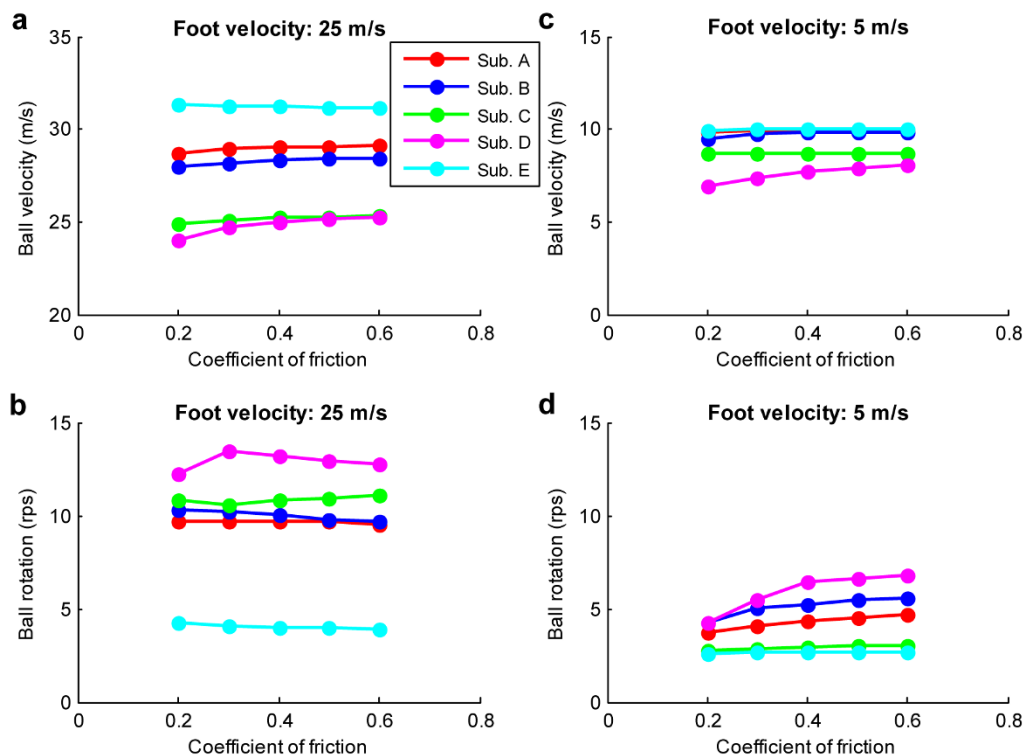 a
Foot velocity: 25 m/s
35
30
25
20
Ball velocity (m/s)
0
0.2
0.4
0.6
0.8
Coefficient of friction
Sub. A
Sub. B
Sub. C
Sub. D
Sub. E
c
Foot velocity: 5 m/s
15
10
5
0
Ball velocity (m/s)
0
0.2
0.4
0.6
0.8
Coefficient of friction
b
Foot velocity: 25 m/s
15
10
5
0
Ball rotation (rps)
0
0.2
0.4
0.6
0.8
Coefficient of friction
d
Foot velocity: 5 m/s
15
10
5
0
Ball rotation (rps)
0
0.2
0.4
0.6
0.8
Coefficient of friction